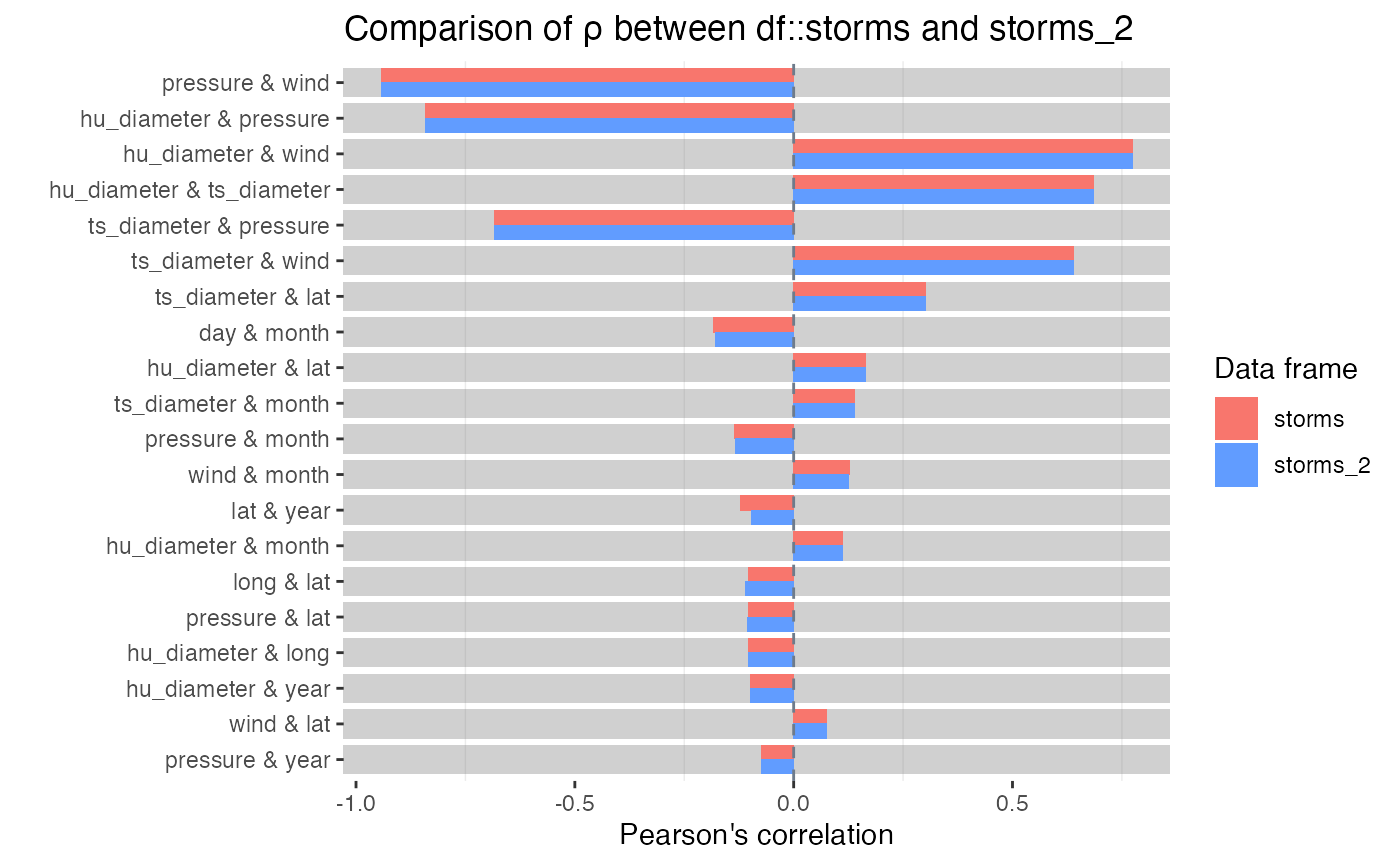 Comparison of ρ between df::storms and storms_2
pressure & wind
hu_diameter & pressure
hu_diameter & wind
hu_diameter & ts_diameter
ts_diameter & pressure
ts_diameter & wind
ts_diameter & lat
day & month
hu_diameter & lat
ts_diameter & month
pressure & month
wind & month
lat & year
hu_diameter & month
long & lat
pressure & lat
hu_diameter & long
hu_diameter & year
wind & lat
pressure & year
-1.0 -0.5 0.0 0.5
Pearson's correlation
Data frame
storms
storms_2